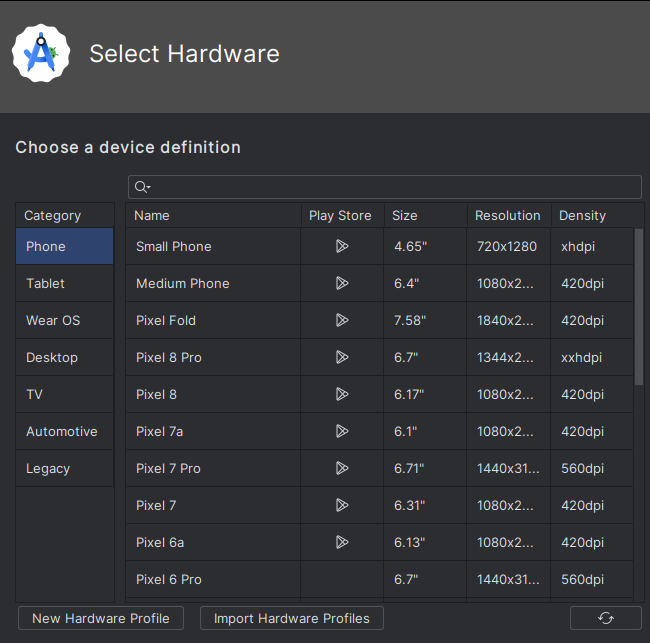 Select Hardware
Choose a device definition
Category Name Play Store Size Resolution Density
Phone Small Phone 4.65" 720x1280 xhdpi
Tablet Medium Phone 6.4" 1080x2... 420dpi
Wear OS Pixel Fold 7.58" 1840x2... 420dpi
Desktop Pixel 8 Pro 6.7" 1344x2... xxhdpi
TV Pixel 8 6.17" 1080x2... 420dpi
Automotive Pixel 7a 6.1" 1080x2... 420dpi
Legacy Pixel 7 Pro 6.71" 1440x31... 560dpi
Pixel 7 6.31" 1080x2... 420dpi
Pixel 6a 6.13" 1080x2... 420dpi
Pixel 6 Pro 6.7" 1440x31... 560dpi
New Hardware Profile Import Hardware Profiles